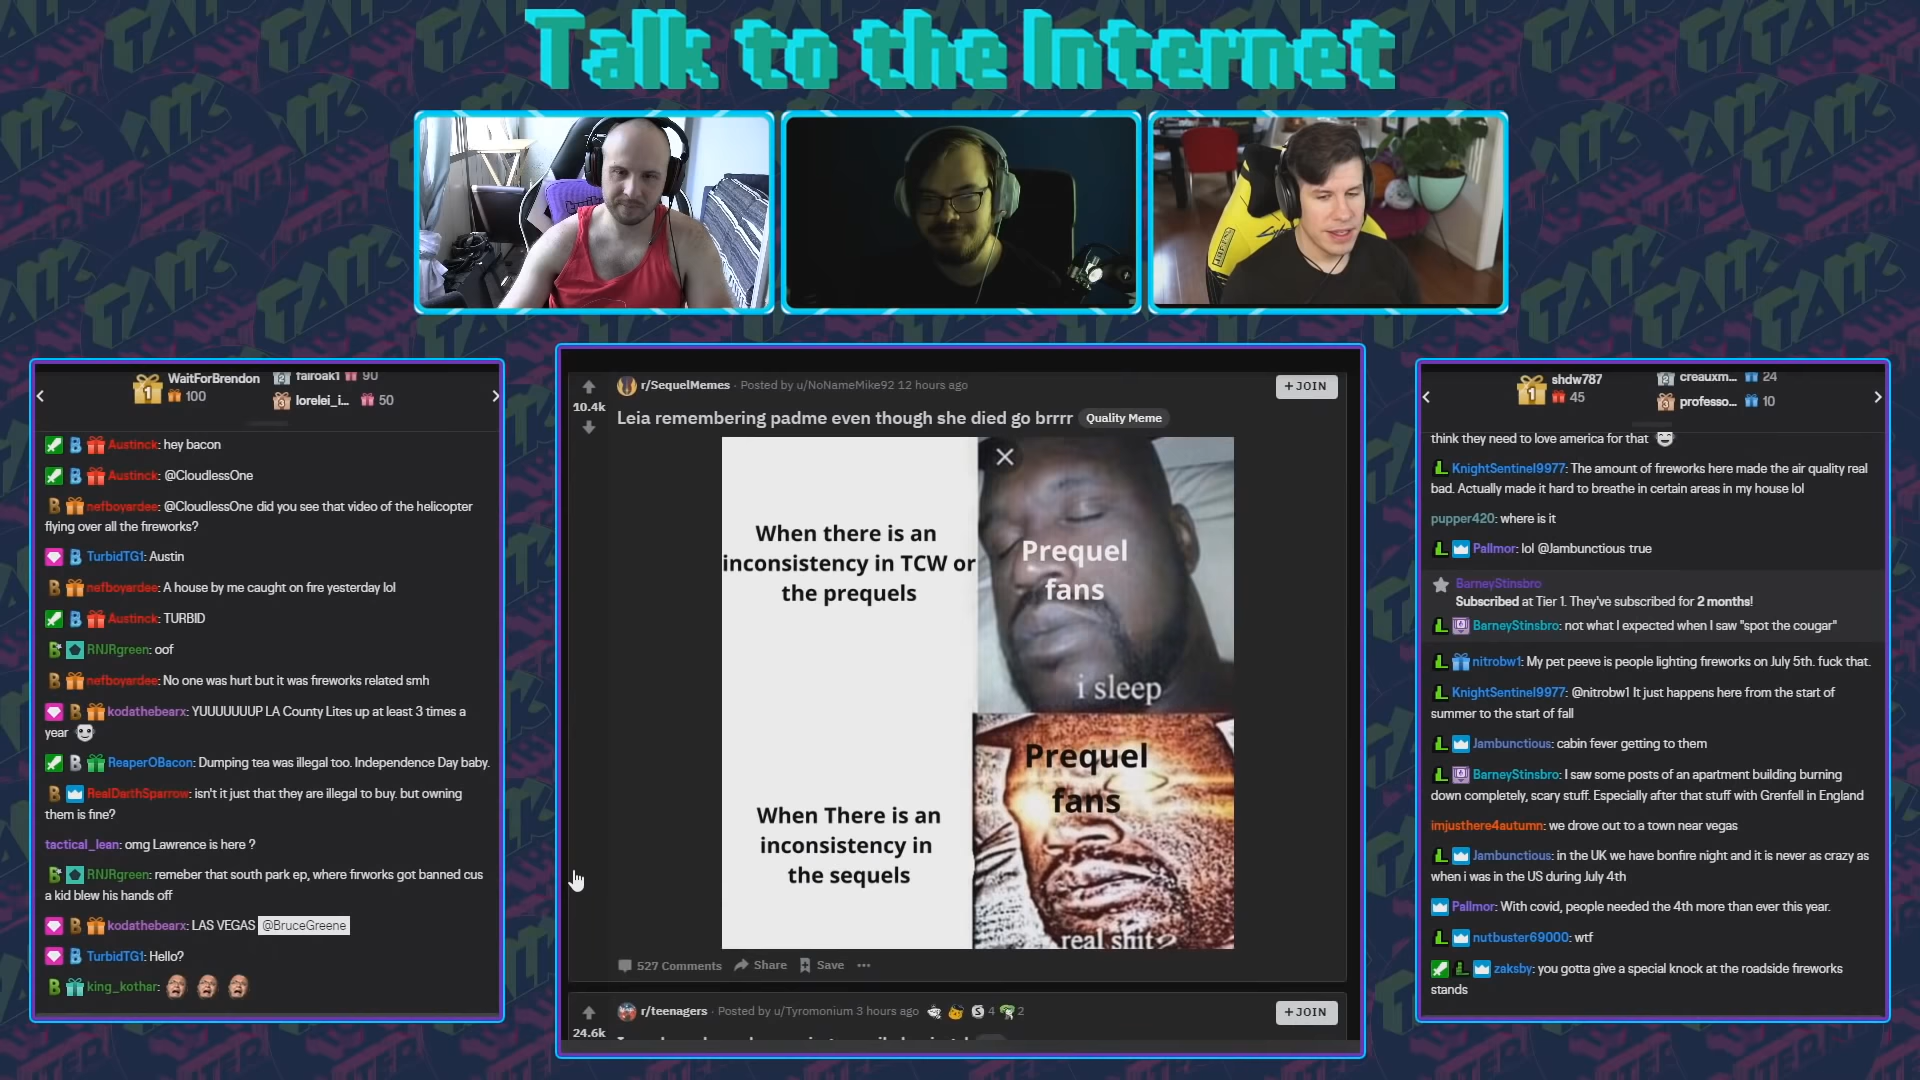 Talk to the Internet
WaitForBrendon
100
fairoak1 90
lorelei_i... 50
Austinck: hey bacon
Austinck: @CloudlessOne
nefboyardee: @CloudlessOne did you see that video of the helicopter
flying over all the fireworks?
TurbidTG1: Austin
nefboyardee: A house by me caught on fire yesterday lol
Austinck: TURBID
RNJRgreen: oof
nefboyardee: No one was hurt but it was fireworks related smh
kodathebearx: YUUUUUUUP LA County Lites up at least 3 times a
year
ReaperOBacon: Dumping tea was illegal too. Independence Day baby.
RealDarthSparrow: isn't it just that they are illegal to buy. but owning
them is fine?
tactical_lean: omg Lawrence is here ?
RNJRgreen: remeber that south park ep, where firworks got banned cus
a kid blew his hands off
kodathebearx: LAS VEGAS @BruceGreene
TurbidTG1: Hello?
king_kothar:
r/SequelMemes · Posted by u/NoNameMike92 12 hours ago
+ JOIN
10.4k
Leia remembering padme even though she died go brrrr Quality Meme
When there is an
inconsistency in TCW or
the prequels
Prequel
fans
i sleep
When There is an
inconsistency in
the sequels
Prequel
fans
real shit?
527 Comments Share Save ...
r/teenagers · Posted by u/Tyromonium 3 hours ago 4 2
+ JOIN
24.6k
shdw787
45
creauxm... 24
professo... 10
think they need to love america for that
KnightSentinel9977: The amount of fireworks here made the air quality real
bad. Actually made it hard to breathe in certain areas in my house lol
pupper420: where is it
Pallmor: lol @Jambunctious true
BarneyStinsbro
Subscribed at Tier 1. They've subscribed for 2 months!
BarneyStinsbro: not what I expected when I saw "spot the cougar"
nitrobw1: My pet peeve is people lighting fireworks on July 5th. fuck that.
KnightSentinel9977: @nitrobw1 It just happens here from the start of
summer to the start of fall
Jambunctious: cabin fever getting to them
BarneyStinsbro: I saw some posts of an apartment building burning
down completely, scary stuff. Especially after that stuff with Grenfell in England
imjusthere4autumn: we drove out to a town near vegas
Jambunctious: in the UK we have bonfire night and it is never as crazy as
when i was in the US during July 4th
Pallmor: With covid, people needed the 4th more than ever this year.
nutbuster69000: wtf
zaksby: you gotta give a special knock at the roadside fireworks
stands